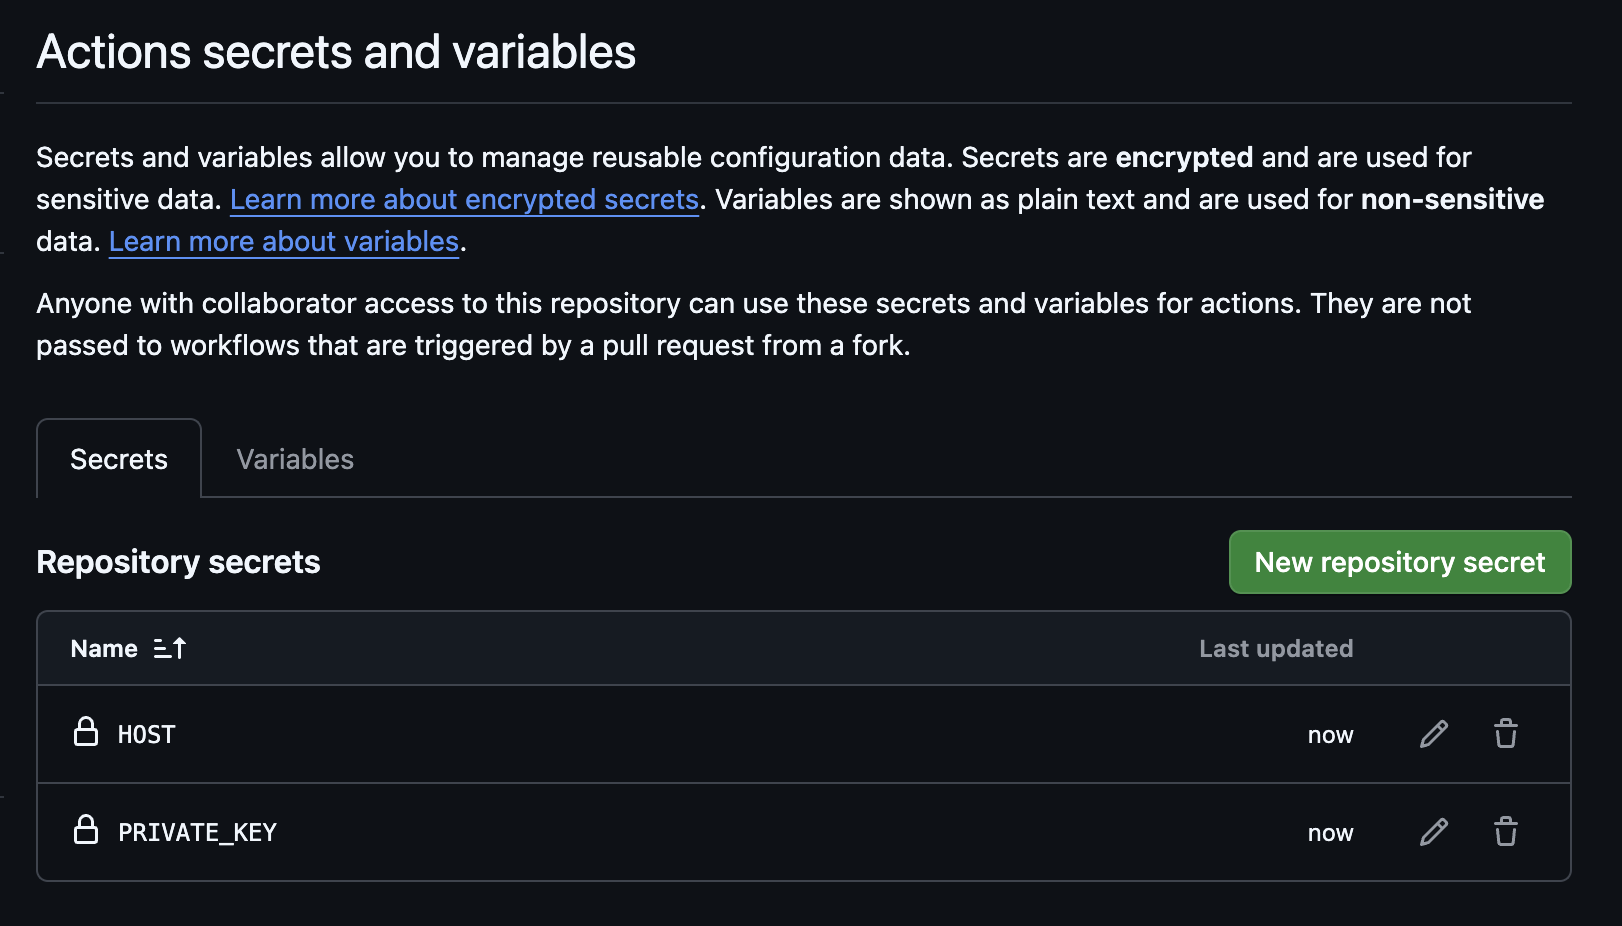 Actions secrets and variables
Secrets and variables allow you to manage reusable configuration data. Secrets are encrypted and are used for
sensitive data. Learn more about encrypted secrets. Variables are shown as plain text and are used for non-sensitive
data. Learn more about variables.
Anyone with collaborator access to this repository can use these secrets and variables for actions. They are not
passed to workflows that are triggered by a pull request from a fork.
Secrets Variables
Repository secrets New repository secret
Name Last updated
HOST now
PRIVATE_KEY now